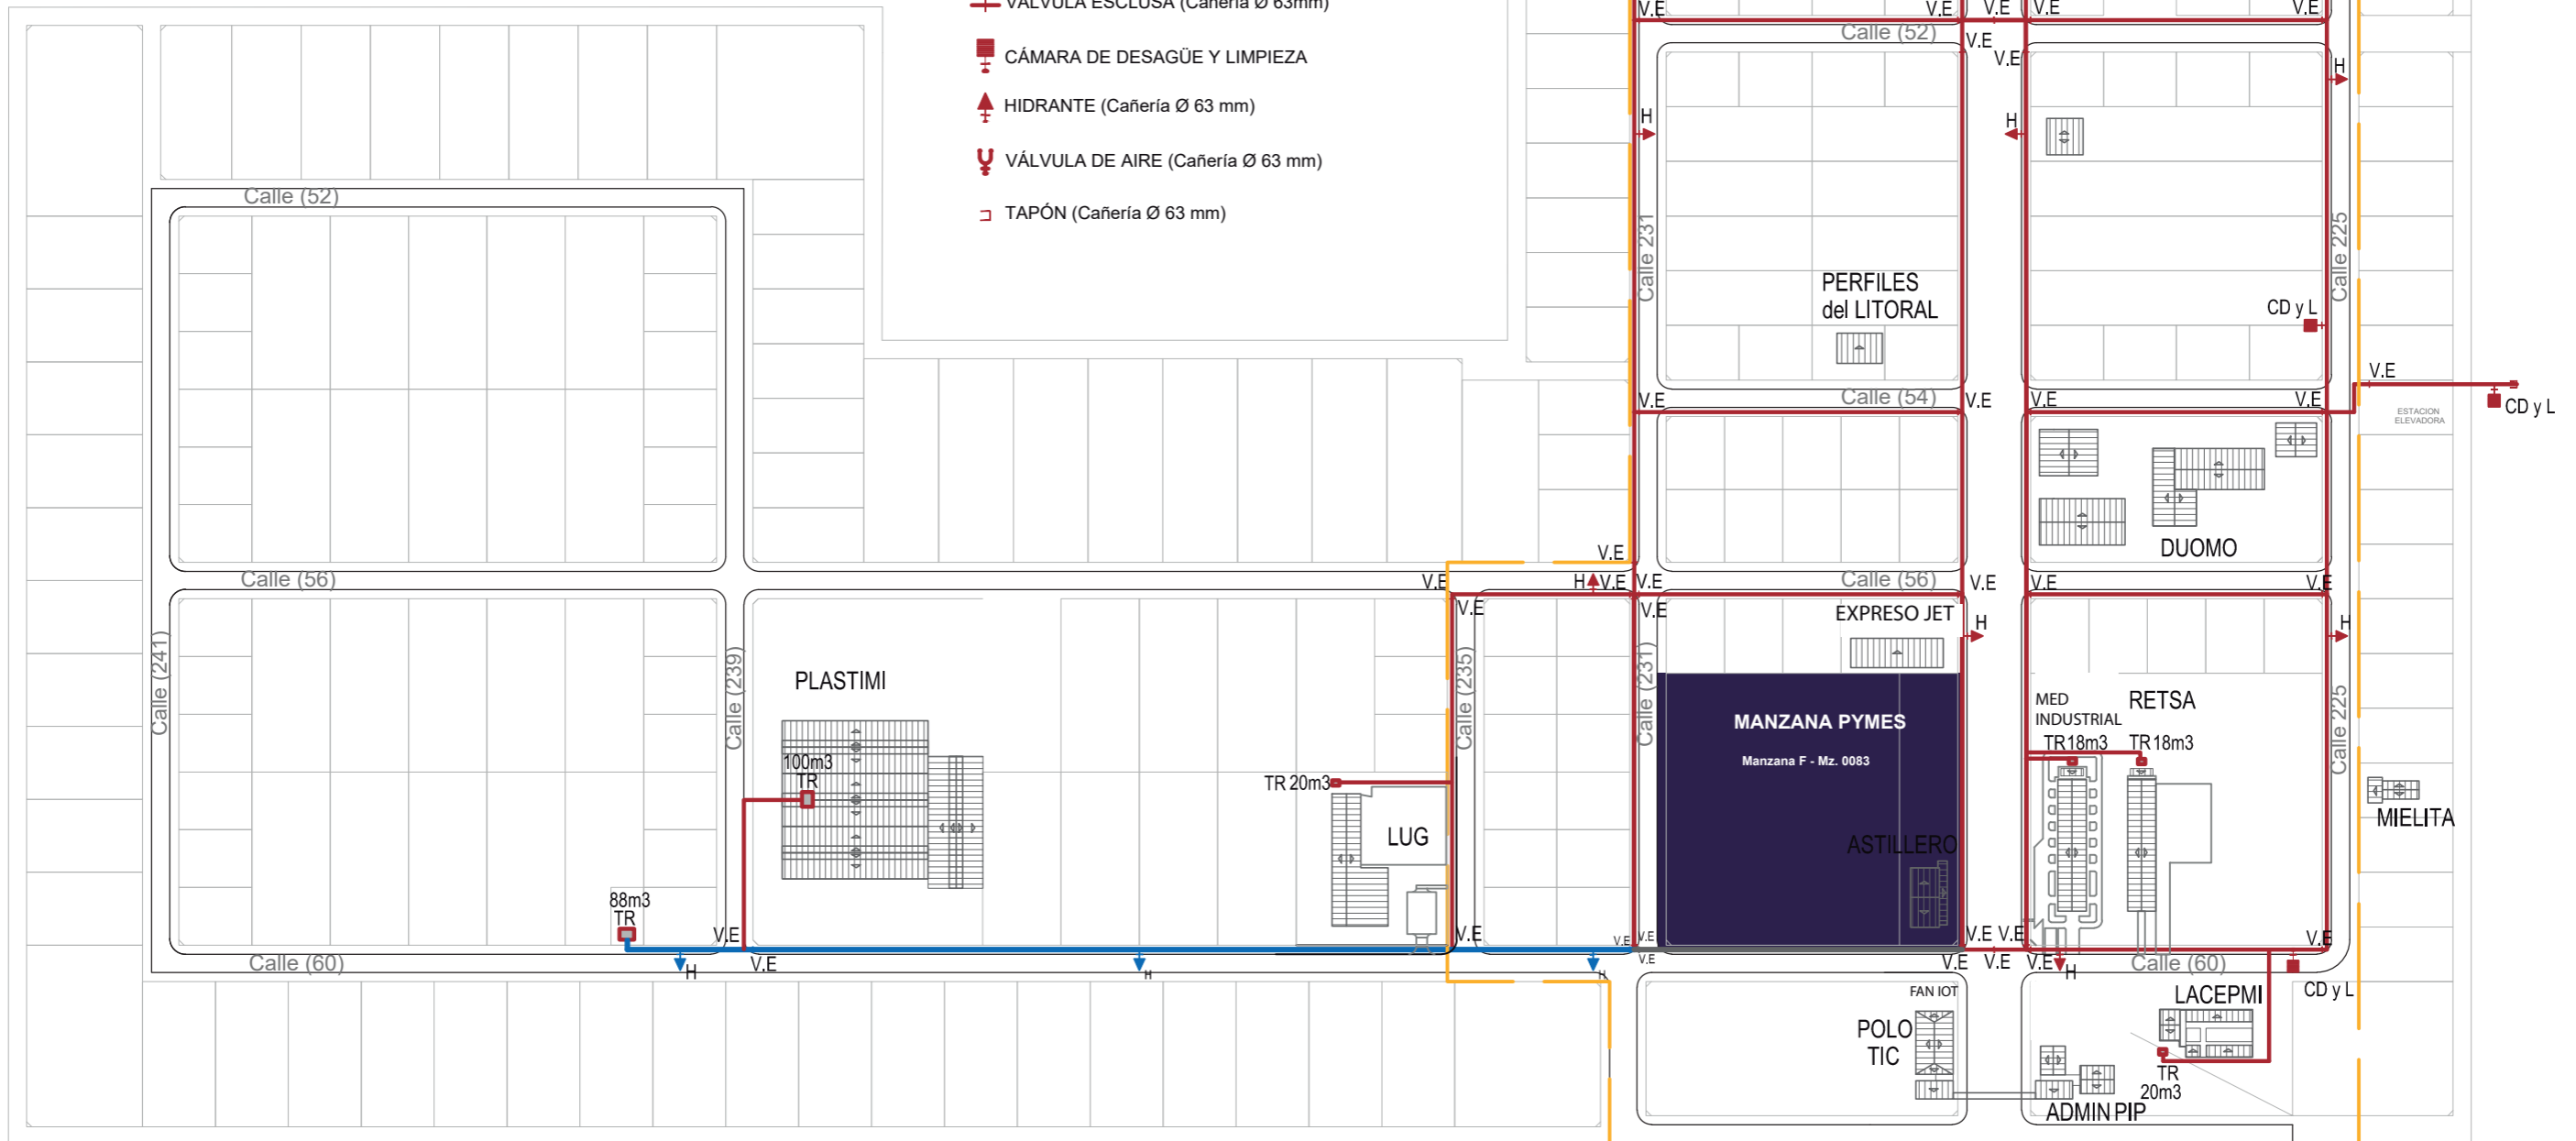 VÁLVULA ESCLUSA (Cañería Ø 63mm)
CÁMARA DE DESAGÜE Y LIMPIEZA
HIDRANTE (Cañería Ø 63 mm)
VÁLVULA DE AIRE (Cañería Ø 63 mm)
TAPÓN (Cañería Ø 63 mm)
V.E
V.E
V.E
V.E
V.E
Calle (52)
V.E
V.E
H
H
H
Calle (52)
Calle 231
Calle 225
PERFILES
del LITORAL
CD y L
V.E
CD y L
ESTACION
ELEVADORA
V.E
Calle (54)
V.E
V.E
V.E
DUOMO
V.E
Calle (56)
V.E
H
V.E
V.E
Calle (56)
V.E
V.E
V.E
V.E
V.E
EXPRESO JET
H
H
Calle (241)
Calle (239)
Calle (235)
Calle (231)
Calle 225
PLASTIMI
100m3
TR
TR 20m3
LUG
MANZANA PYMES
Manzana F - Mz. 0083
ASTILLERO
MED
INDUSTRIAL
RETSA
TR 18m3
TR 18m3
MIELITA
88m3
TR
V.E
V.E
V.E
V.E
V.E
V.E
V.E
Calle (60)
V.E
H
H
H
V.E
V.E
V.E
V.E
H
Calle (60)
CD y L
FAN IOT
POLO
TIC
LACEPMI
TR
20m3
ADMIN PIP